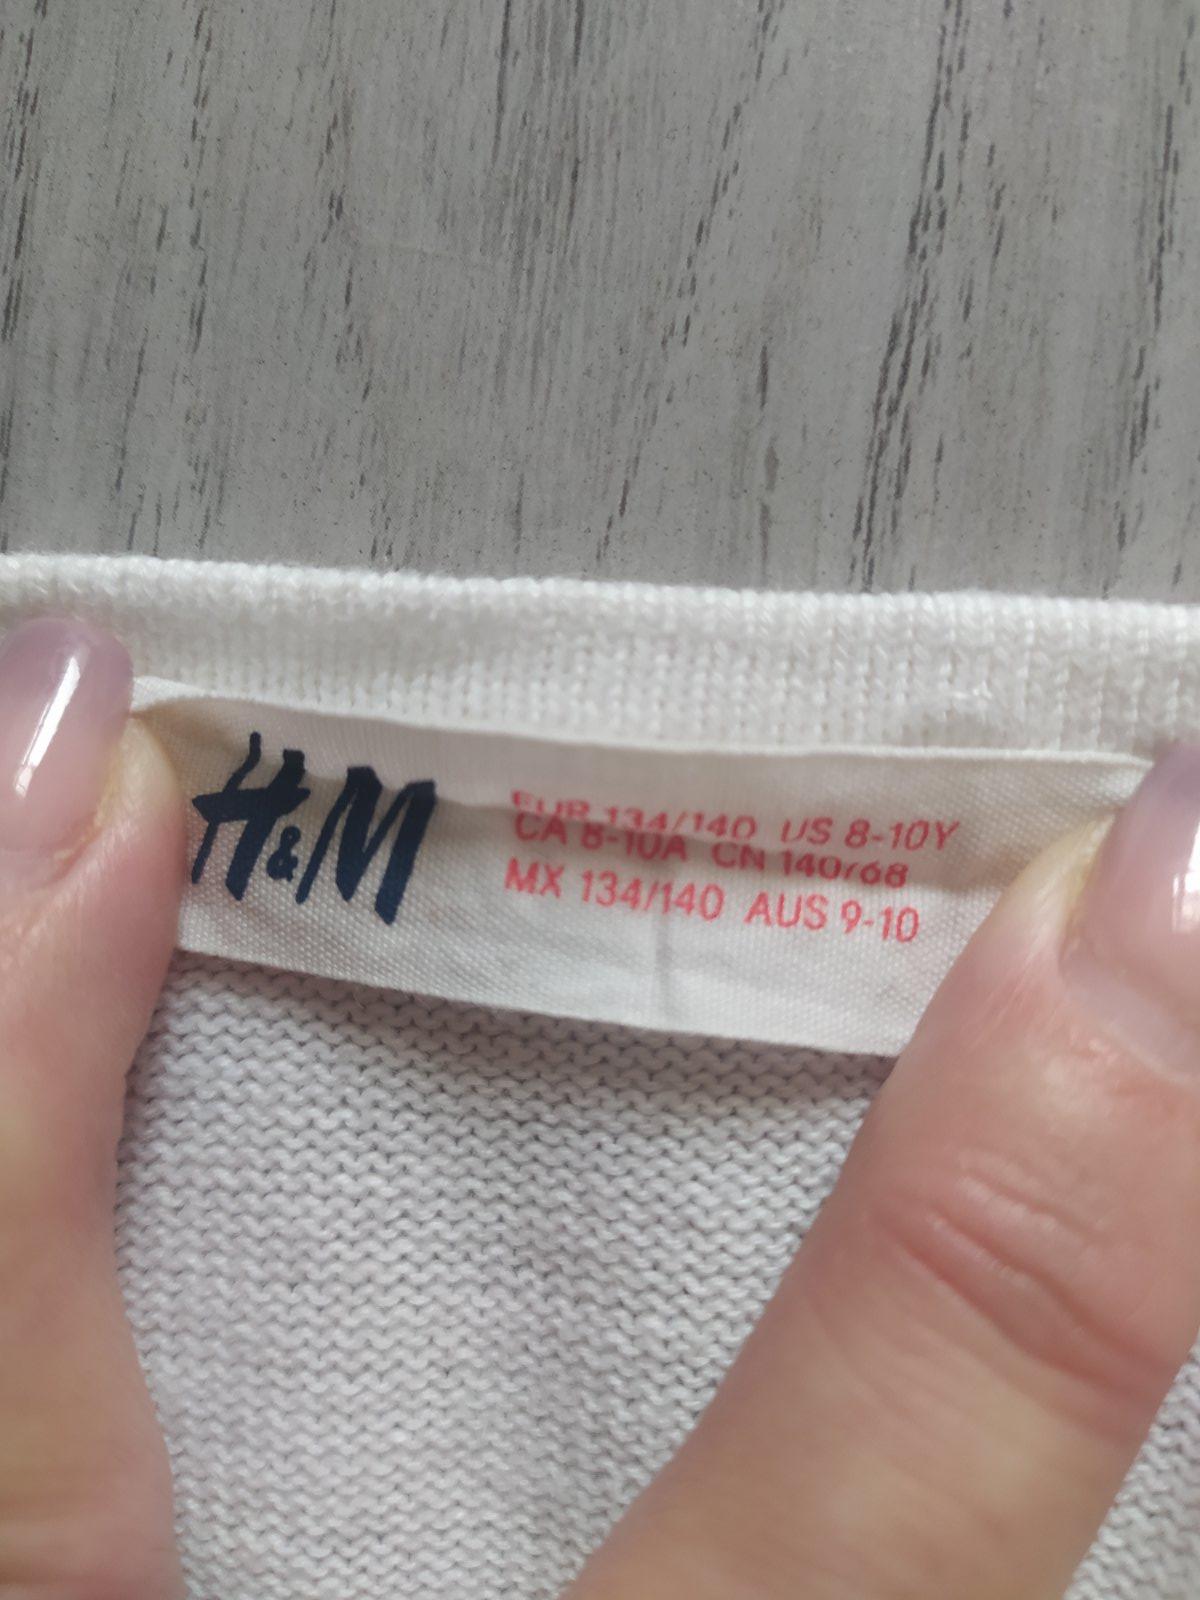 H&M
EUR 134/140 US 8-10Y
CA 8-10A CN 140/68
MX 134/140 AUS 9-10